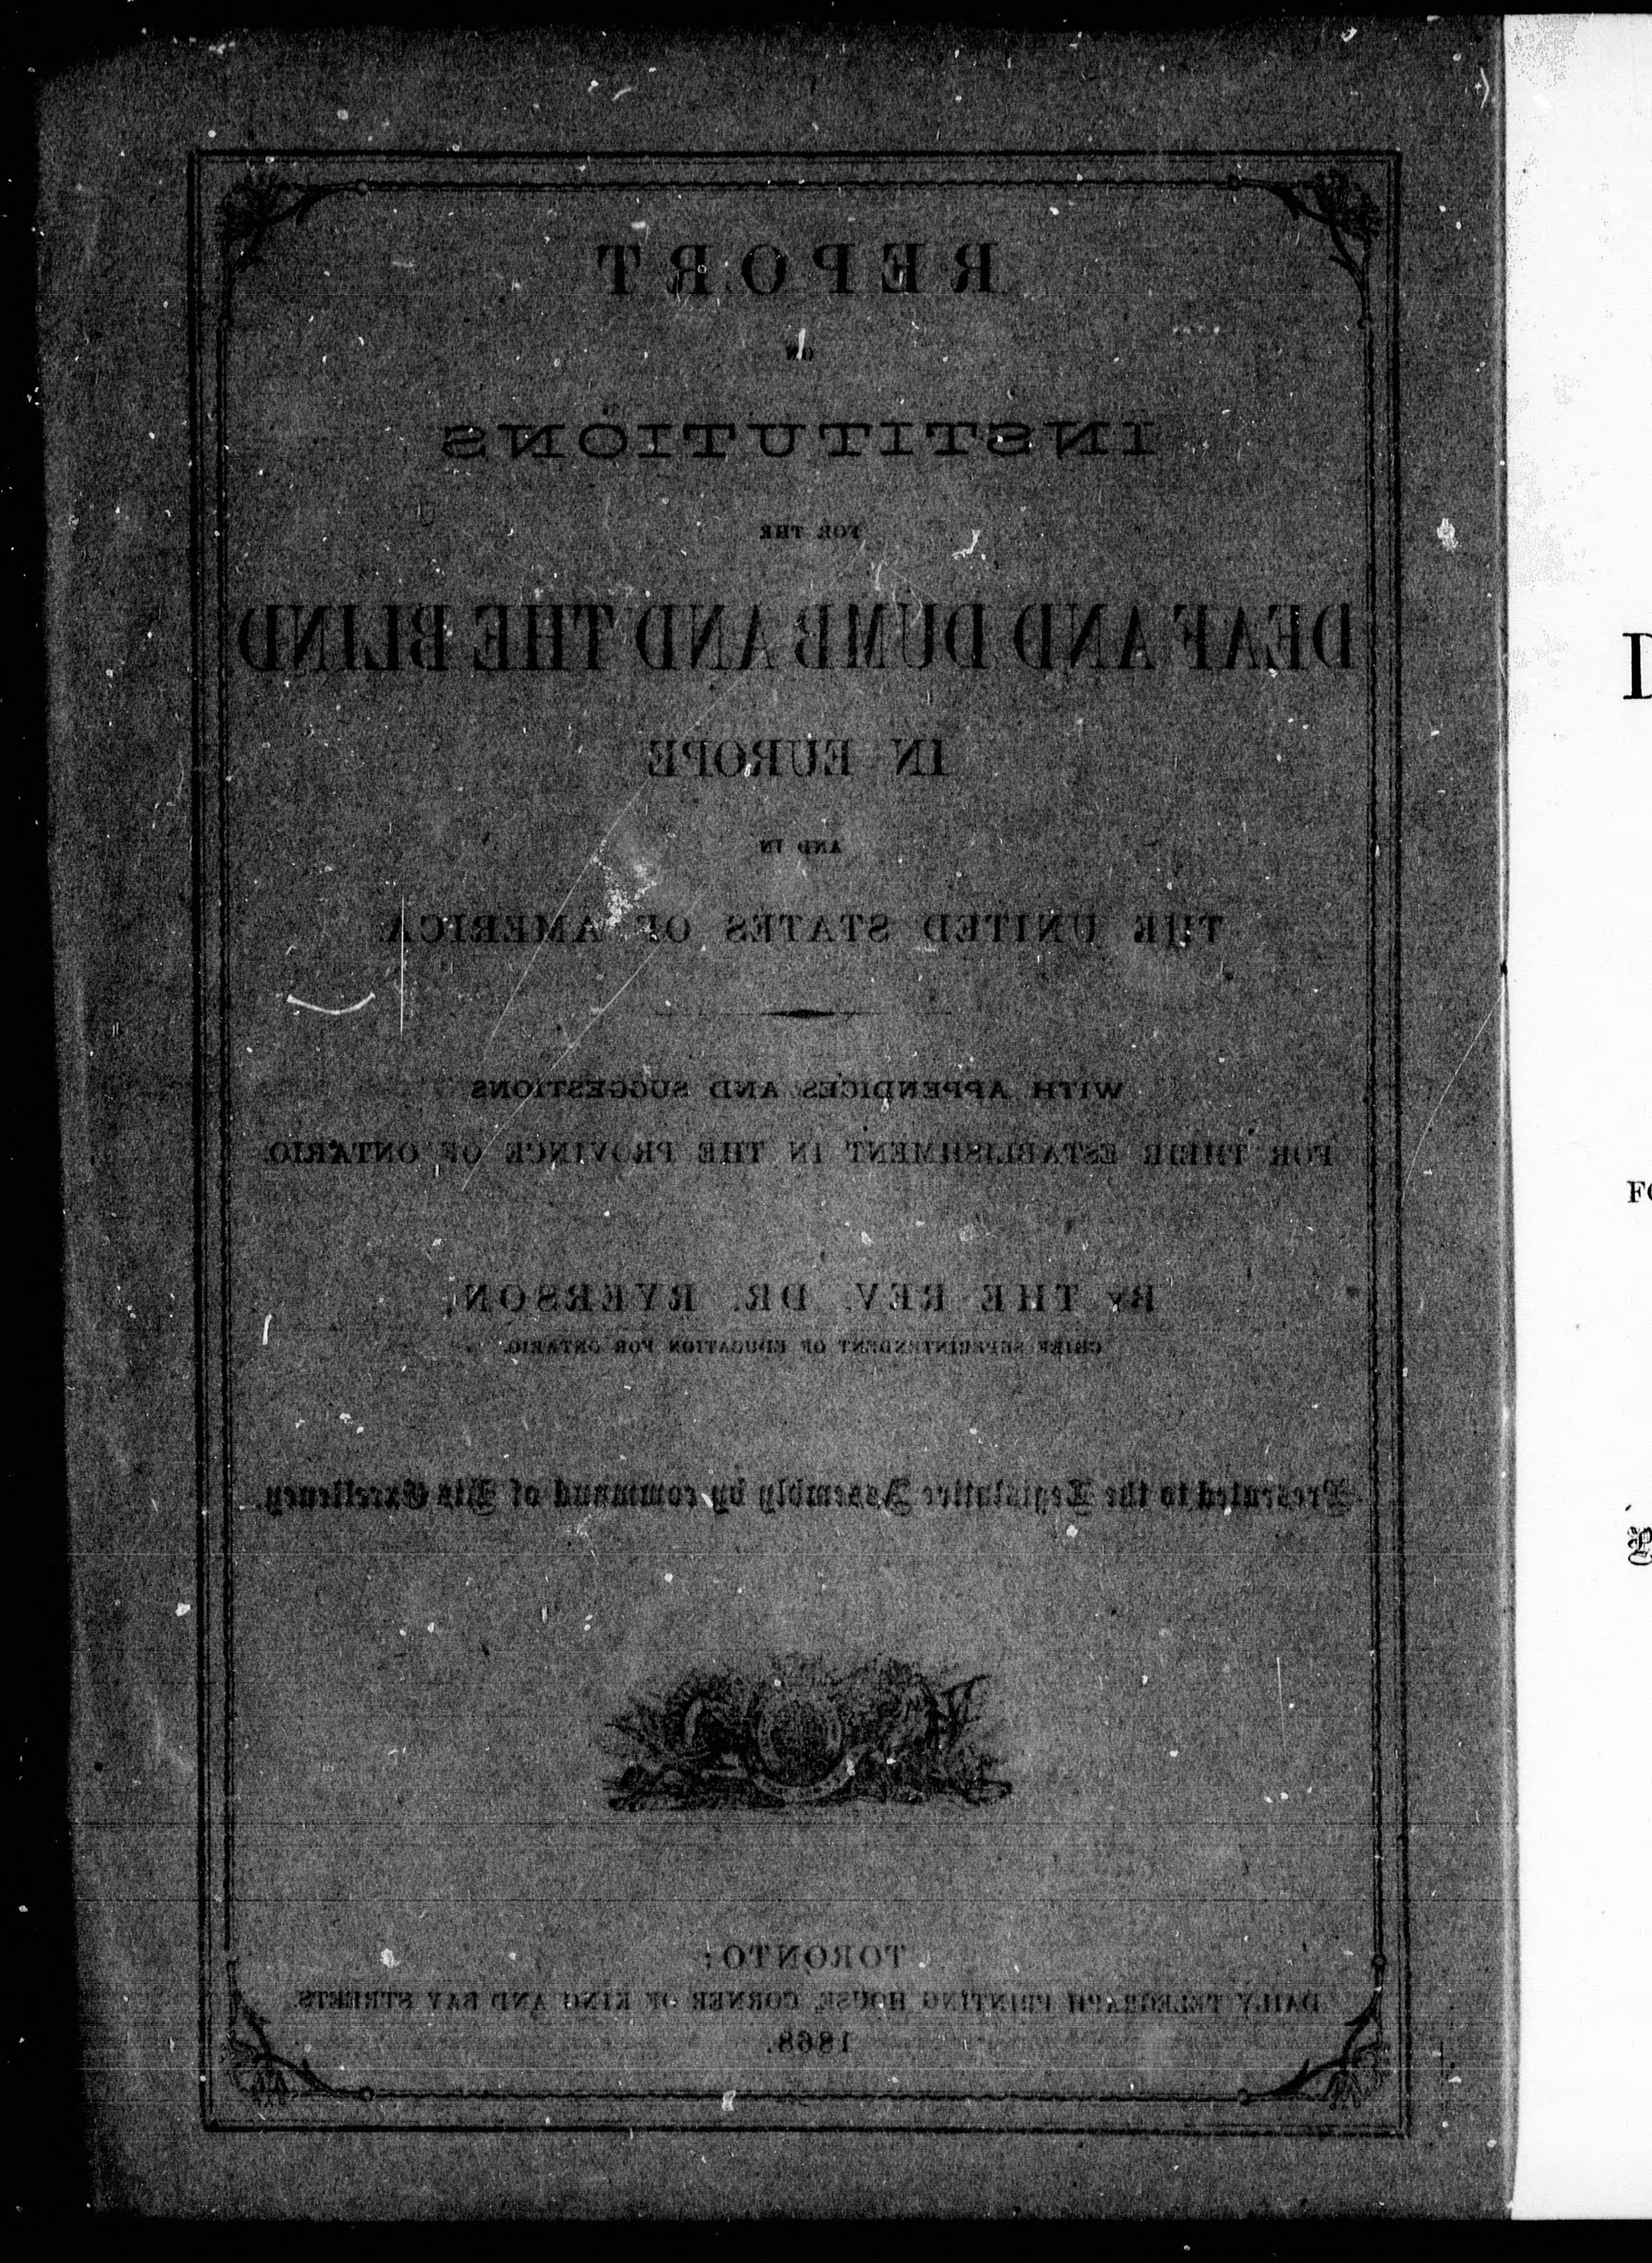 REPORT
ON
INSTITUTIONS
FOR THE
DEAF AND DUMB AND THE BLIND
IN EUROPE
AND IN
THE UNITED STATES OF AMERICA
WITH APPENDICES AND SUGGESTIONS
FOR THEIR ESTABLISHMENT IN THE PROVINCE OF ONTARIO.
BY THE REV. DR. RYERSON,
CHIEF SUPERINTENDENT OF EDUCATION FOR ONTARIO.
Presented to the Legislative Assembly by command of His Excellency.
TORONTO:
DAILY TELEGRAPH PRINTING HOUSE, CORNER OF KING AND BAY STREETS.
1868.